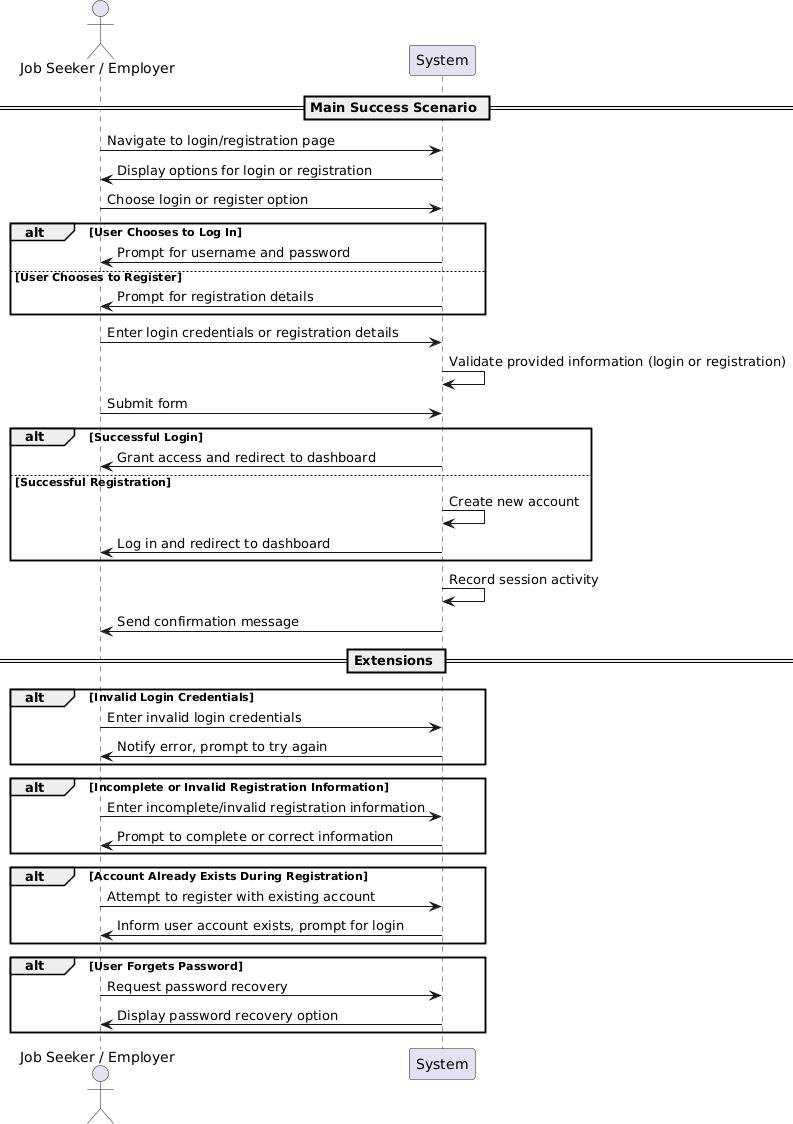 Job Seeker / Employer
System
Main Success Scenario
Navigate to login/registration page
Display options for login or registration
Choose login or register option
alt [User Chooses to Log In]
Prompt for username and password
[User Chooses to Register]
Prompt for registration details
Enter login credentials or registration details
Validate provided information (login or registration)
Submit form
alt [Successful Login]
Grant access and redirect to dashboard
[Successful Registration]
Create new account
Log in and redirect to dashboard
Record session activity
Send confirmation message
Extensions
alt [Invalid Login Credentials]
Enter invalid login credentials
Notify error, prompt to try again
alt [Incomplete or Invalid Registration Information]
Enter incomplete/invalid registration information
Prompt to complete or correct information
alt [Account Already Exists During Registration]
Attempt to register with existing account
Inform user account exists, prompt for login
alt [User Forgets Password]
Request password recovery
Display password recovery option
Job Seeker / Employer
System